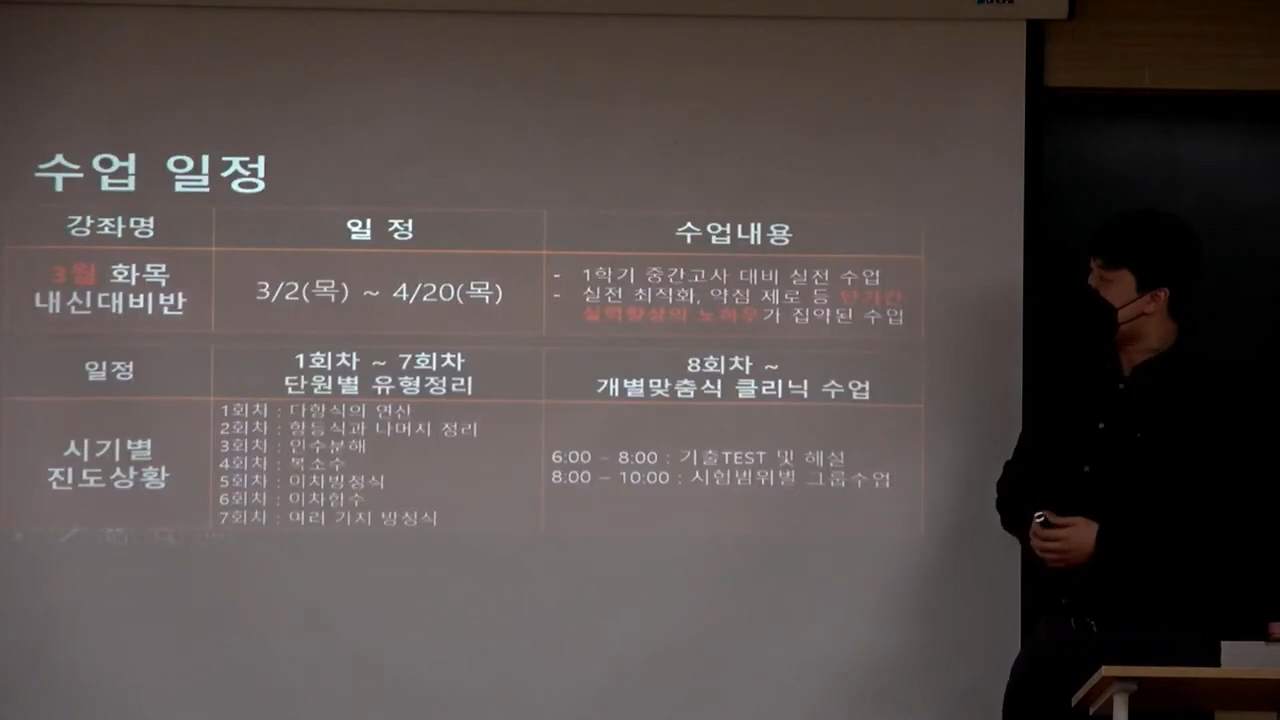 수업 일정
강좌명 일 정 수업내용
3월 화목
내신대비반
3/2(목) ~ 4/20(목)
- 1학기 중간고사 대비 실전 수업
- 실전 최적화, 약점 제로 등 단기간
실력향상의 노하우가 집약된 수업
일정
1회차 ~ 7회차
단원별 유형정리
8회차 ~
개별맞춤식 클리닉 수업
시기별
진도상황
1회차 : 다항식의 연산
2회차 : 항등식과 나머지 정리
3회차 : 인수분해
4회차 : 복소수
5회차 : 이차방정식
6회차 : 이차함수
7회차 : 여러 가지 방정식
6:00 – 8:00 : 기출TEST 및 해설
8:00 – 10:00 : 시험범위별 그룹수업